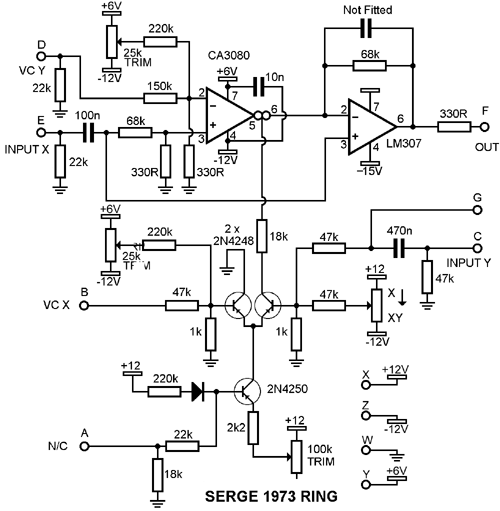 Not Fitted
+6V
220k
D
VC Y
25k
TRIM
CA3080
+6V
10n
68k
-12V
22k
150k
2
7
6
2
7
6
330R
F
E
100n
68k
3
4
5
3
4
LM307
OUT
INPUT X
-12V
-15V
22k
330R
330R
+6V
220k
2 x
2N4248
18k
47k
470n
G
C
25k
-12V
INPUT Y
B
VC X
47k
47k
+12
47k
X
XY
1k
1k
-12V
+12
220k
2N4250
X
+12V
Z
-12V
2k2
+12
A
N/C
22k
100k
TRIM
W
18k
Y
+6V
SERGE 1973 RING